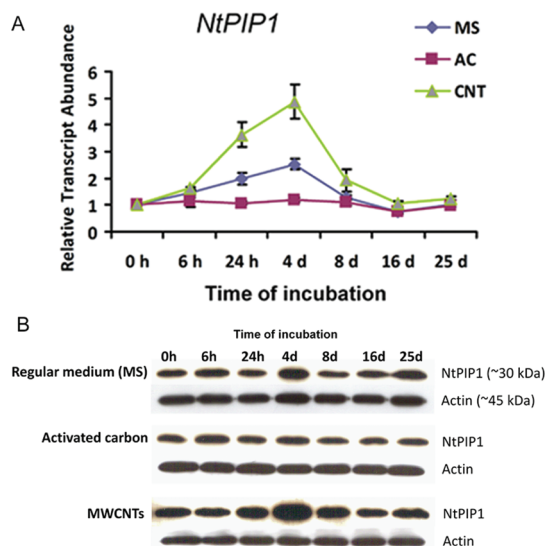 A
NtPIP1
MS
AC
CNT
Relative Transcript Abundance
6
5
4
3
2
1
0
0 h 6 h 24 h 4 d 8 d 16 d 25 d
Time of incubation
B
Time of incubation
0h 6h 24h 4d 8d 16d 25d
Regular medium (MS) NtPIP1 (~30 kDa)
Actin (~45 kDa)
Activated carbon NtPIP1
Actin
MWCNTs NtPIP1
Actin